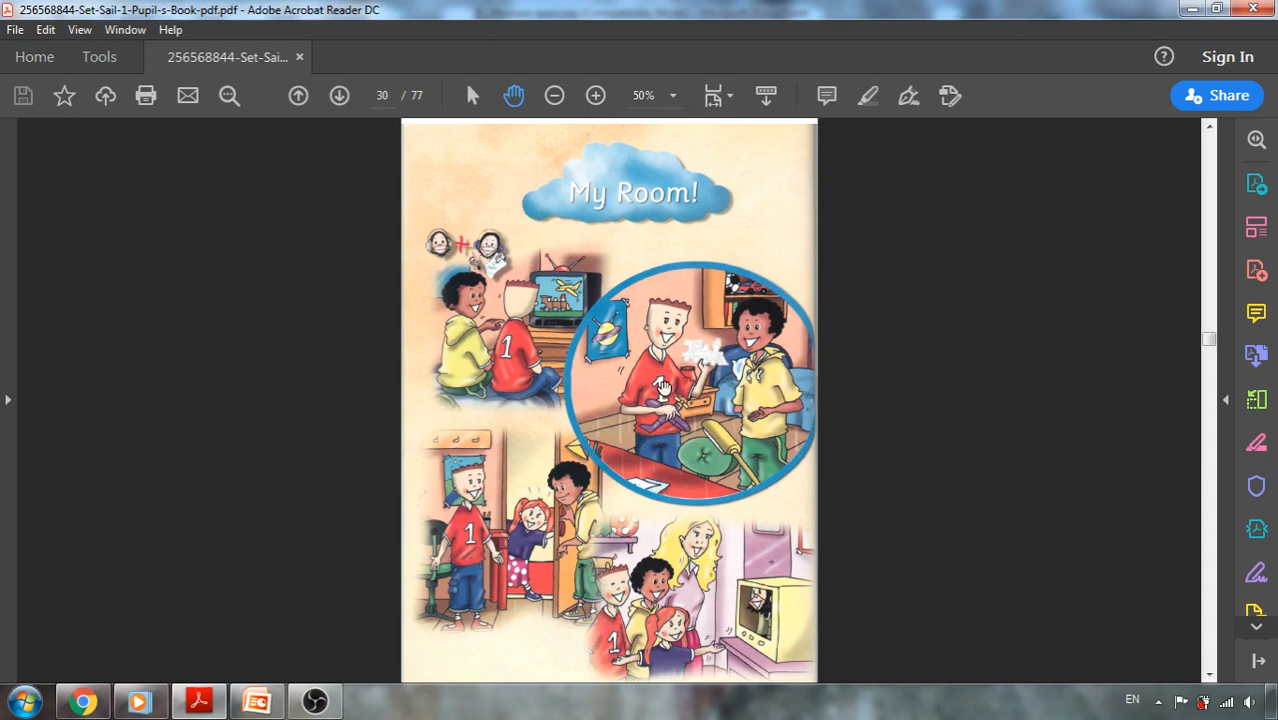 256568844-Set-Sail-1-Pupil-s-Book-pdf.pdf - Adobe Acrobat Reader DC
File Edit View Window Help
Home Tools 256568844-Set-Sai... × Sign In
30 / 77 50% Share
My Room!
1
1
1
EN